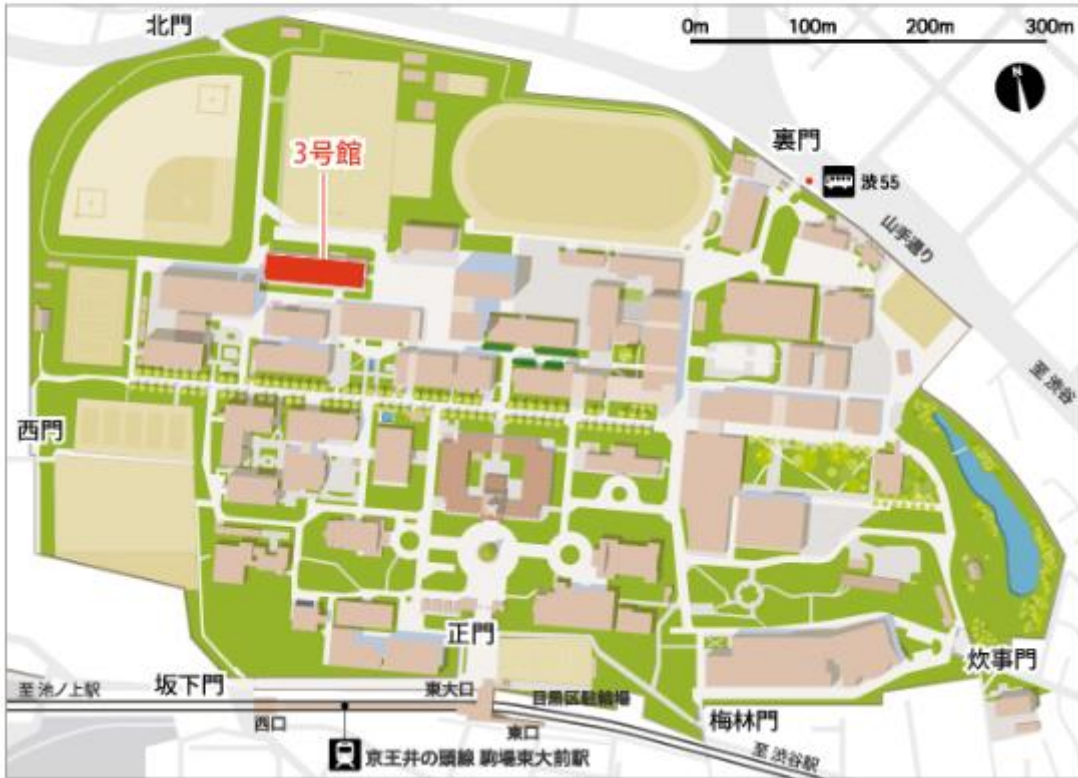 北門
0m 100m 200m 300m
N
3号館
裏門
渋55
山手通り
至 渋谷
西門
正門
炊事門
坂下門
至 池ノ上駅
東大口
目黒区駐輪場
梅林門
西口
東口
至 渋谷駅
京王井の頭線 駒場東大前駅